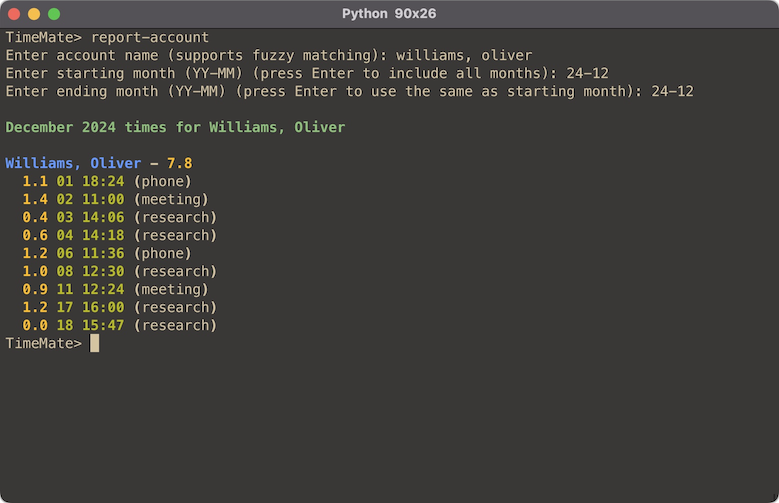 Python 90x26
TimeMate> report-account
Enter account name (supports fuzzy matching): williams, oliver
Enter starting month (YY-MM) (press Enter to include all months): 24-12
Enter ending month (YY-MM) (press Enter to use the same as starting month): 24-12
December 2024 times for Williams, Oliver
Williams, Oliver - 7.8
1.1 01 18:24 (phone)
1.4 02 11:00 (meeting)
0.4 03 14:06 (research)
0.6 04 14:18 (research)
1.2 06 11:36 (phone)
1.0 08 12:30 (research)
0.9 11 12:24 (meeting)
1.2 17 16:00 (research)
0.0 18 15:47 (research)
TimeMate>